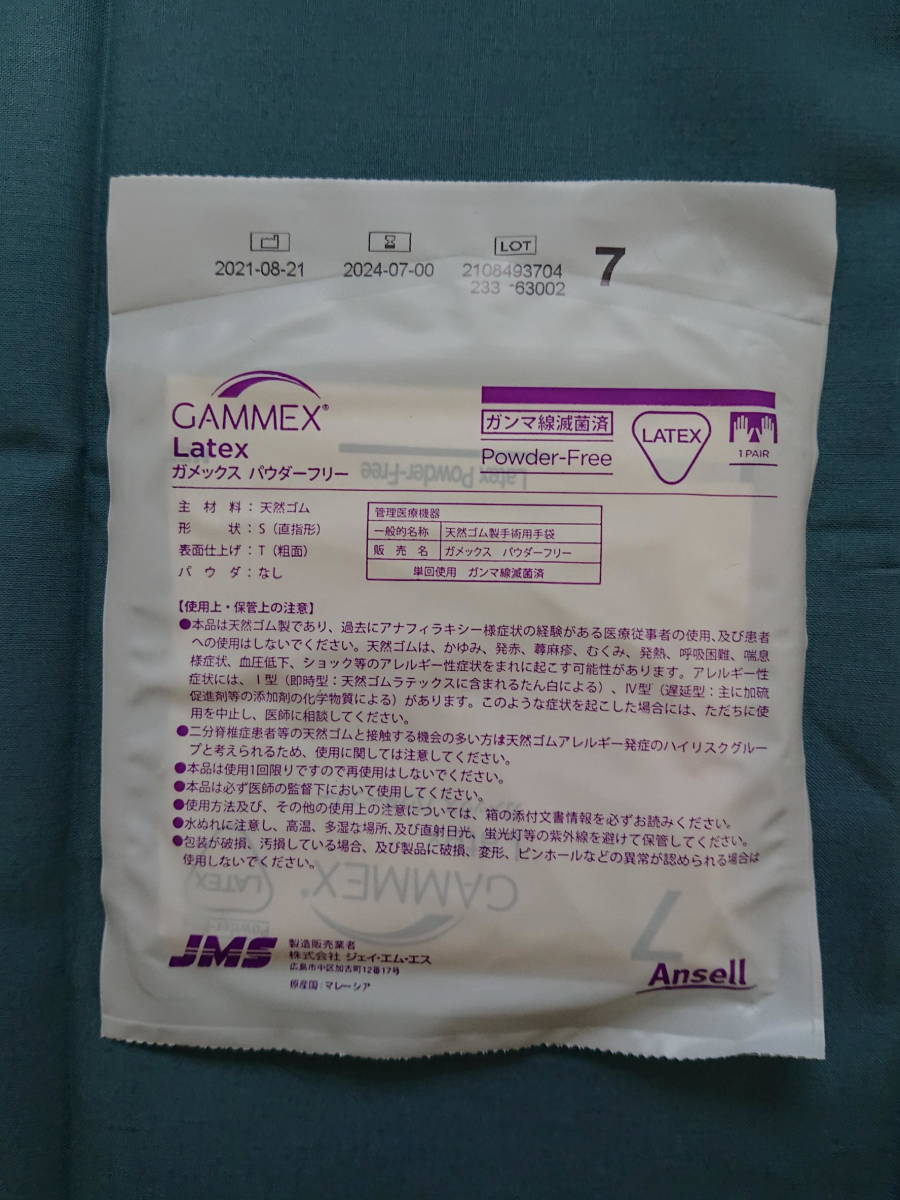 2021-08-21 2024-07-00 LOT 2108493704 7
233 -63002
GAMMEX®
Latex
ガメックス パウダーフリー
ガンマ線滅菌済
Powder-Free
LATEX
1 PAIR
Latex Powder-Free
主材料：天然ゴム
形状：S（直指形）
表面仕上げ：T（粗面）
パウダ：なし
管理医療機器
一般的名称 天然ゴム製手術用手袋
販売名 ガメックス パウダーフリー
単回使用 ガンマ線滅菌済
【使用上・保管上の注意】
●本品は天然ゴム製であり、過去にアナフィラキシー様症状の経験がある医療従事者の使用、及び患者
への使用はしないでください。天然ゴムは、かゆみ、発赤、蕁麻疹、むくみ、発熱、呼吸困難、喘息
様症状、血圧低下、ショック等のアレルギー性症状をまれに起こす可能性があります。アレルギー性
症状には、Ⅰ型（即時型：天然ゴムラテックスに含まれるたん白による）、Ⅳ型（遅延型：主に加硫
促進剤等の添加剤の化学物質による）があります。このような症状を起こした場合には、ただちに使
用を中止し、医師に相談してください。
●二分脊椎症患者等の天然ゴムと接触する機会の多い方は天然ゴムアレルギー発症のハイリスクグルー
プと考えられるため、使用に関しては注意してください。
●本品は使用1回限りですので再使用はしないでください。
●本品は必ず医師の監督下において使用してください。
●使用方法及び、その他の使用上の注意については、箱の添付文書情報を必ずお読みください。
●水ぬれに注意し、高温、多湿な場所、及び直射日光、蛍光灯等の紫外線を避けて保管してください。
●包装が破損、汚損している場合、及び製品に破損、変形、ピンホールなどの異常が認められる場合は
使用しないでください。
LATEX
GAMMEX®
7
JMS
製造販売業者
株式会社 ジェイ・エム・エス
広島市中区加古町12番17号
原産国：マレーシア
Ansell